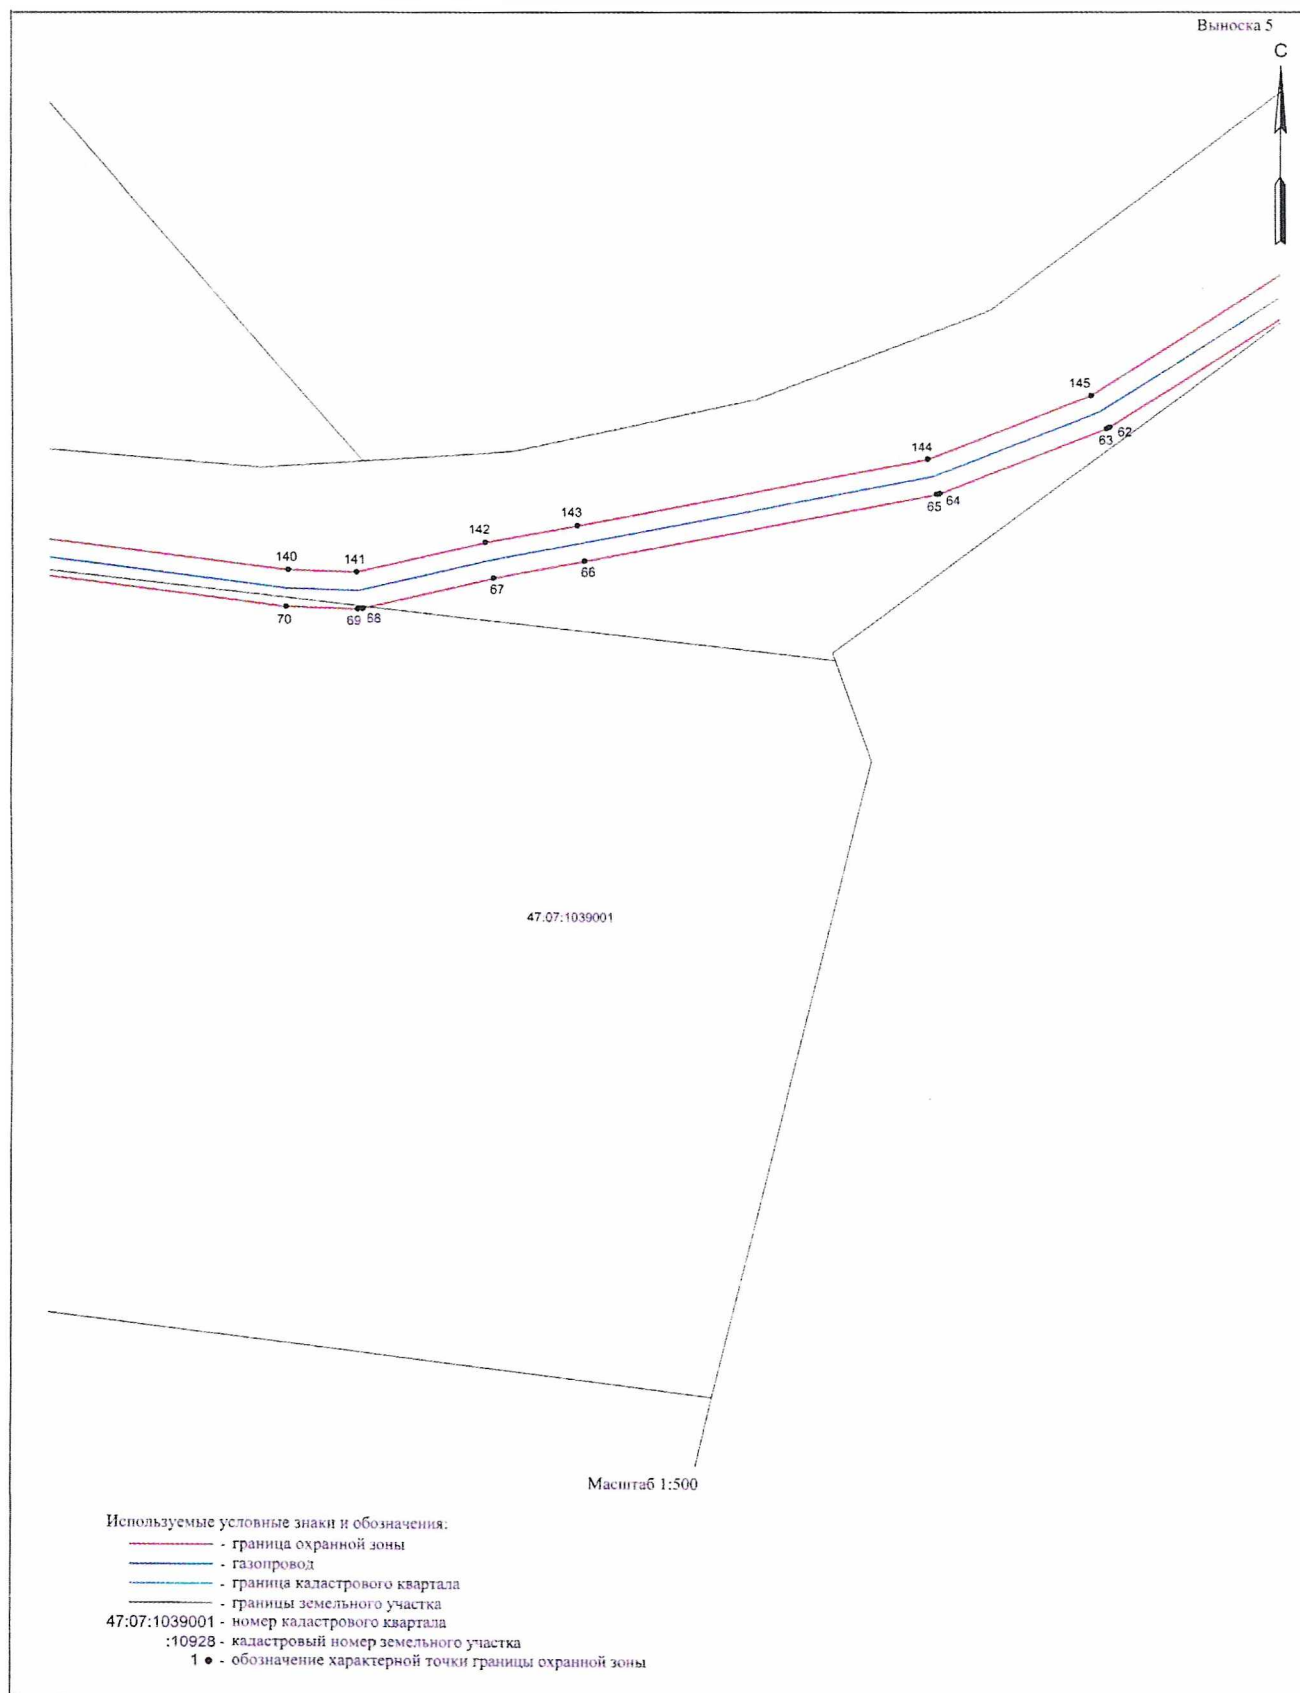 Выноска 5
С
145
62
63
144
64
65
143
142
66
67
140
141
70
69
68
47:07:1039001
Масштаб 1:500
Используемые условные знаки и обозначения:
- граница охранной зоны
- газопровод
- граница кадастрового квартала
- границы земельного участка
47:07:1039001 - номер кадастрового квартала
:10928 - кадастровый номер земельного участка
1 ● - обозначение характерной точки границы охранной зоны